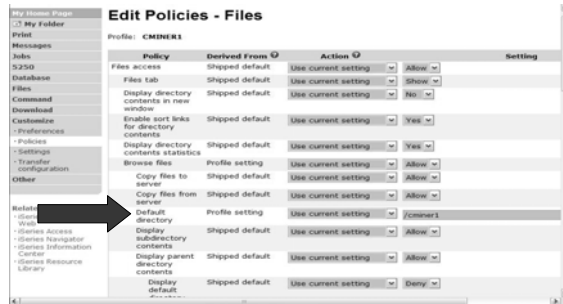 My Home Page
My Folder
Print
Messages
Jobs
5250
Database
Files
Command
Download
Customize
Preferences
Policies
Settings
Transfer
configuration
Other
iSeries Access
iSeries Navigator
iSeries Information
Center
iSeries Resource
Library
Edit Policies - Files
Profile: CMINER1
Policy Derived From Action Setting
Files access Shipped default Use current setting Allow
Files tab Shipped default Use current setting Show
Display directory Shipped default Use current setting No
contents in new
window
Enable sort links Shipped default Use current setting Yes
for directory
contents
Display directory Shipped default Use current setting Yes
contents statistics
Browse files Profile setting Use current setting Allow
Copy files to Shipped default Use current setting Allow
server
Copy files from Shipped default Use current setting Allow
server
Default Profile setting Use current setting /cminer1
directory
Display Shipped default Use current setting Allow
subdirectory
contents
Display parent Shipped default Use current setting Allow
directory
contents
Display Shipped default Use current setting Deny
default